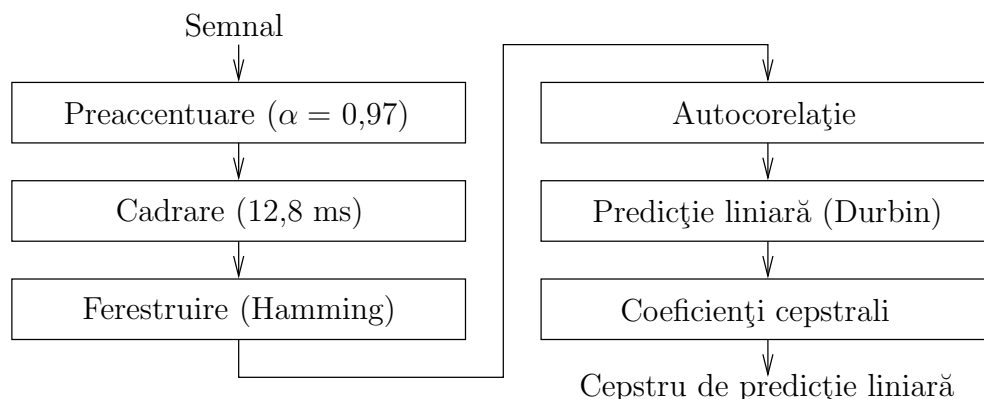 Semnal
Preaccentuare (α = 0,97)
Cadrare (12,8 ms)
Ferestruire (Hamming)
Autocorelaţie
Predicţie liniară (Durbin)
Coeficienţi cepstrali
Cepstru de predicţie liniară